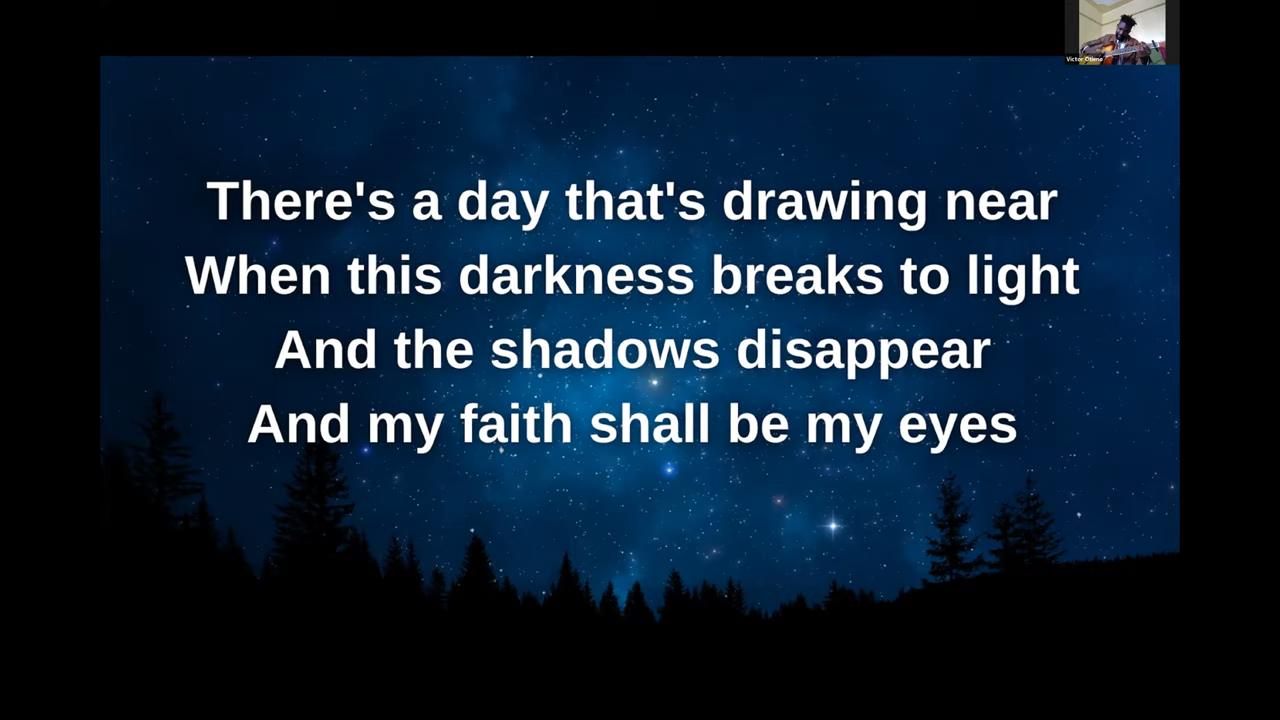 Victor Otieno
There's a day that's drawing near
When this darkness breaks to light
And the shadows disappear
And my faith shall be my eyes